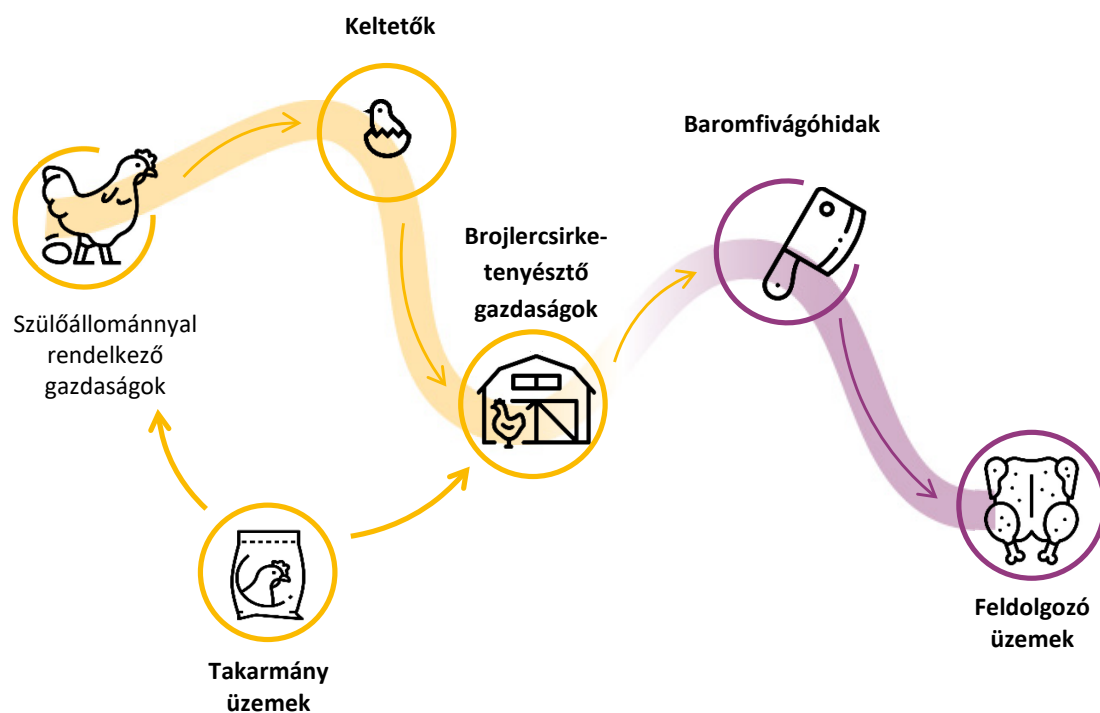 Keltetők
Baromfivágóhidak
Brojlercsirke-
tenyésztő
gazdaságok
Szülőállománnyal
rendelkező
gazdaságok
Takarmány
üzemek
Feldolgozó
üzemek